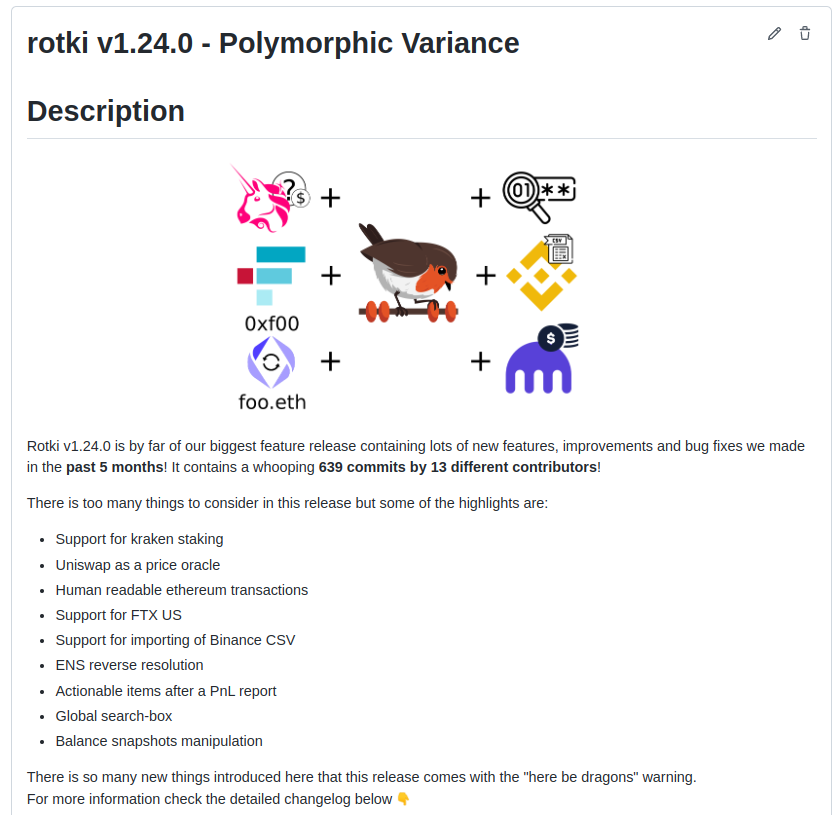 rotki v1.24.0 - Polymorphic Variance
Description
?
$
+
+
01**
CSV
+
+
0xf00
$
+
+
foo.eth
Rotki v1.24.0 is by far of our biggest feature release containing lots of new features, improvements and bug fixes we made
in the past 5 months! It contains a whooping 639 commits by 13 different contributors!
There is too many things to consider in this release but some of the highlights are:
• Support for kraken staking
• Uniswap as a price oracle
• Human readable ethereum transactions
• Support for FTX US
• Support for importing of Binance CSV
• ENS reverse resolution
• Actionable items after a PnL report
• Global search-box
• Balance snapshots manipulation
There is so many new things introduced here that this release comes with the "here be dragons" warning.
For more information check the detailed changelog below 👇